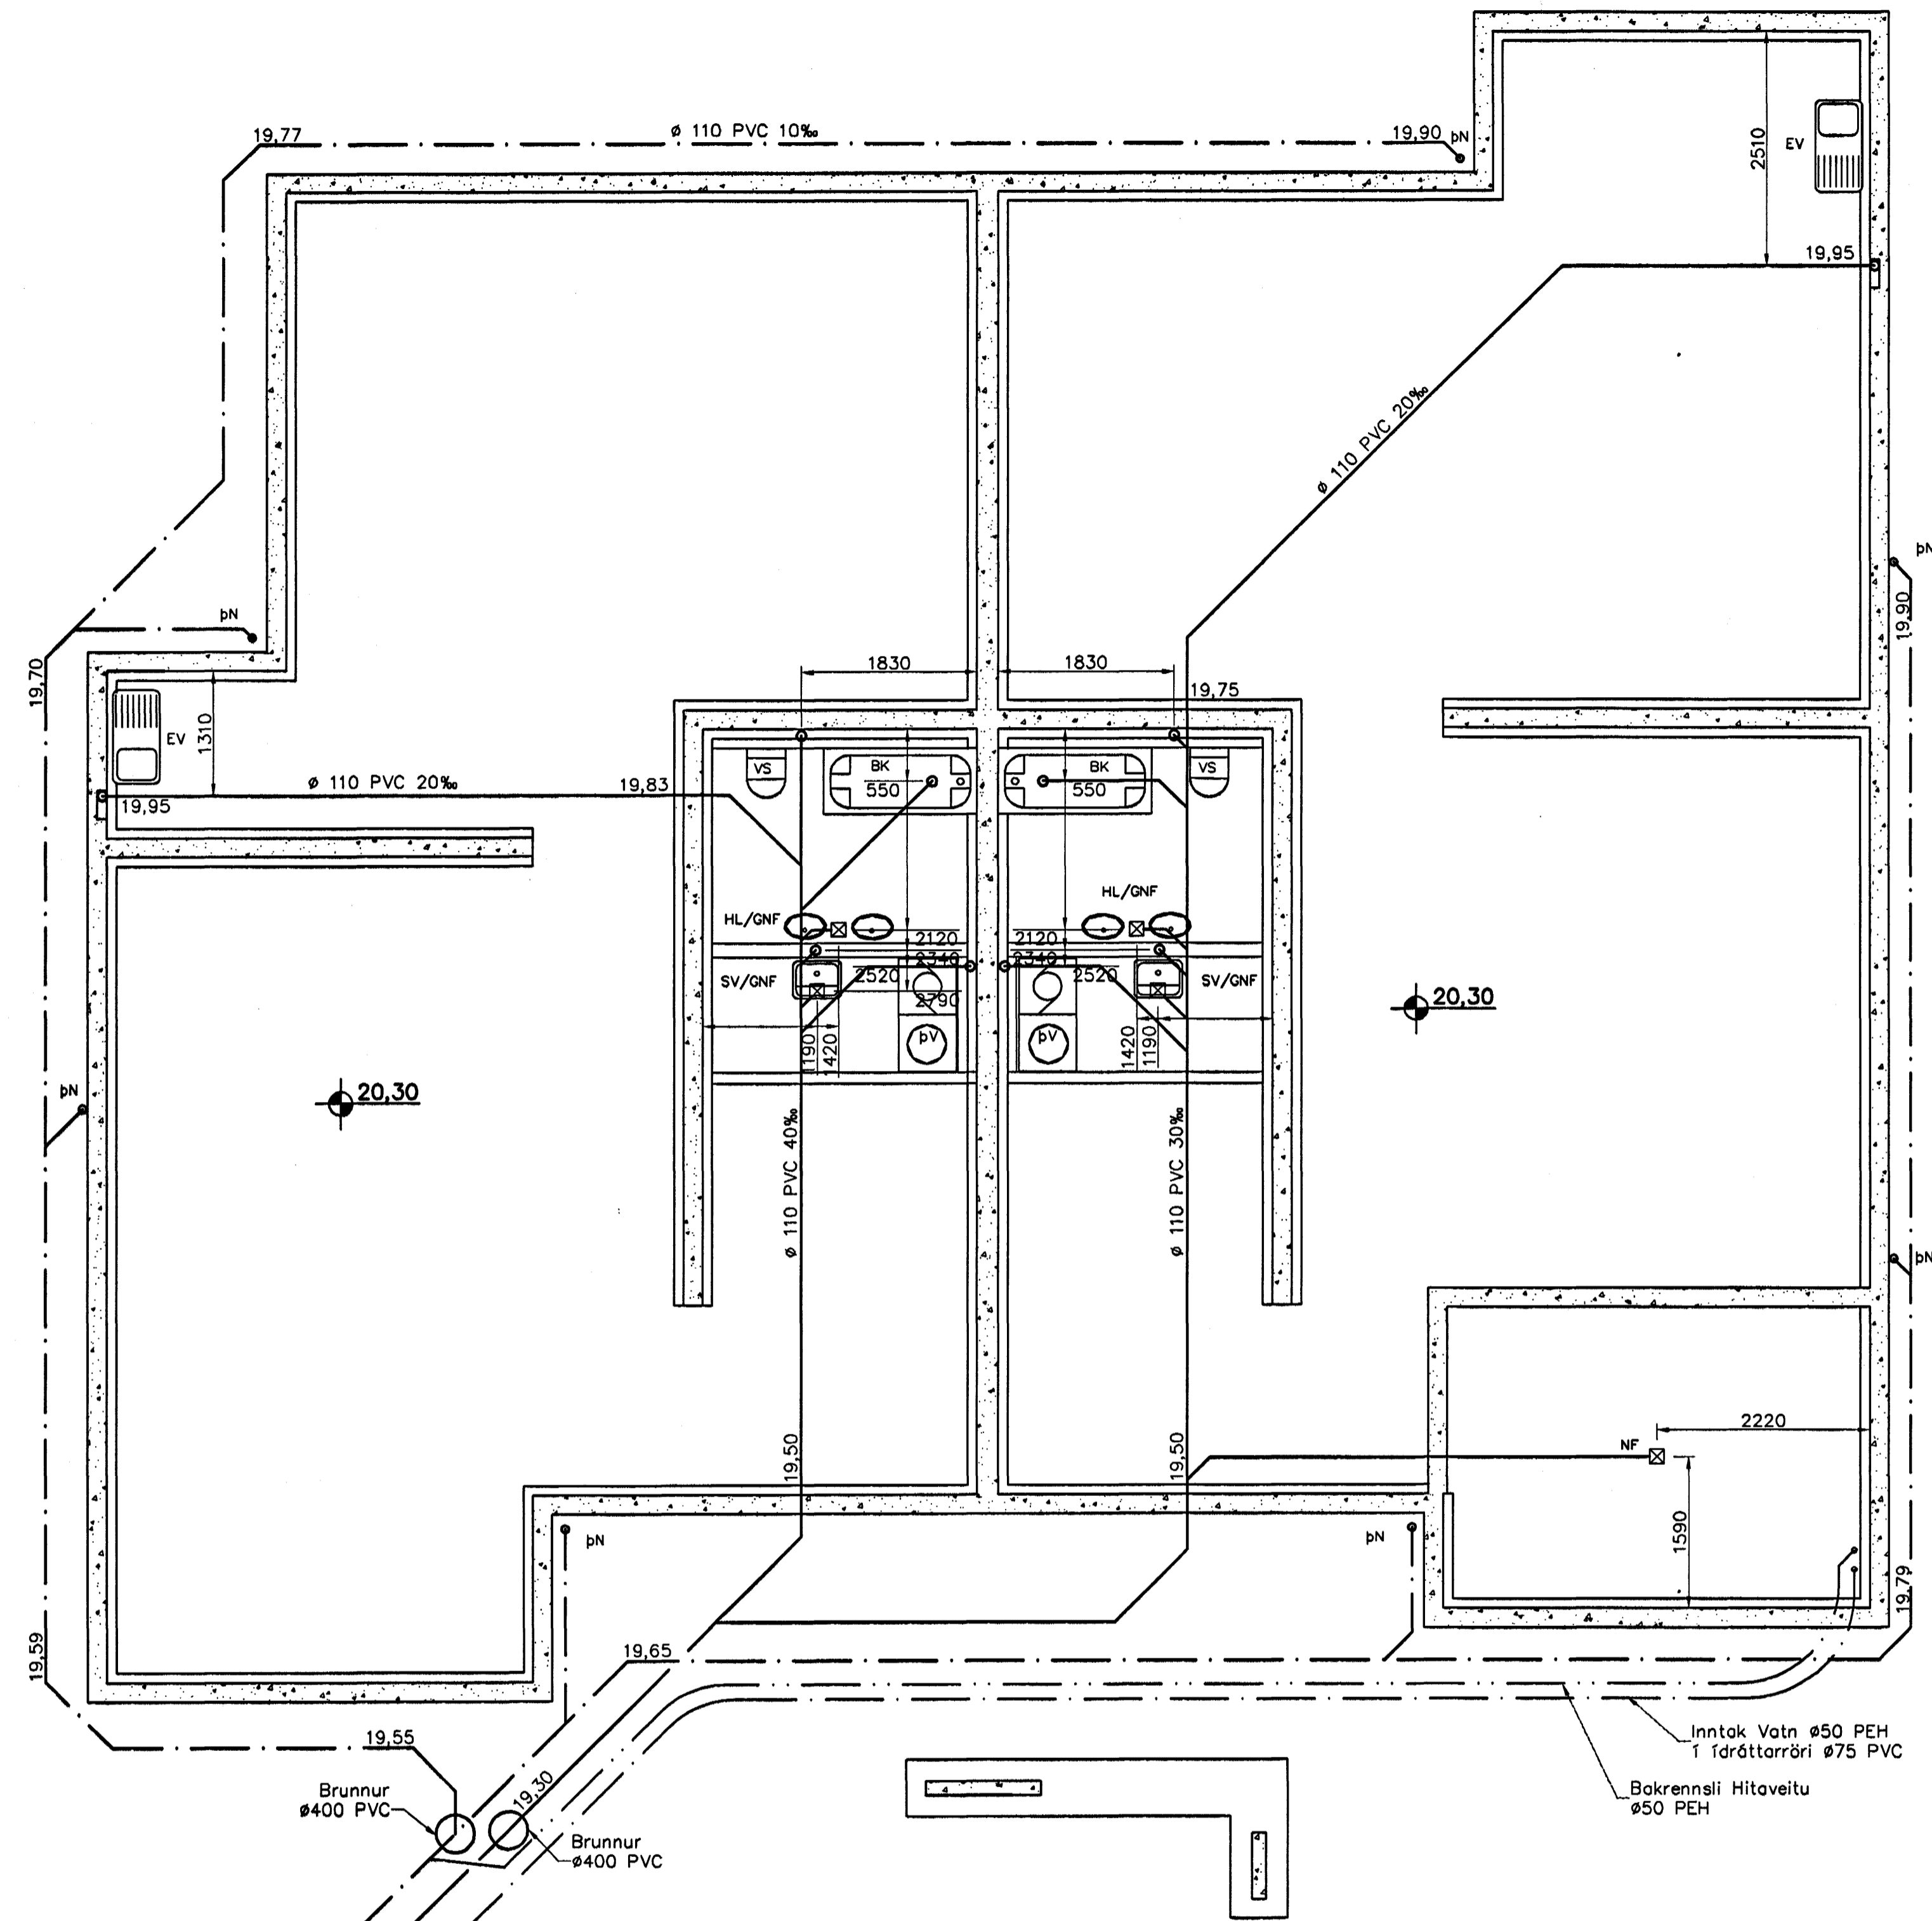 19,77
Ø 110 PVC 10‰
19,90
þN
2510
EV
19,95
Ø 110 PVC 20‰
þN
19,90
þN
19,70
1310
EV
Ø 110 PVC 20‰
19,83
19,95
1830
1830
19,75
VS
BK
550
BK
550
VS
HL/GNF
HL/GNF
2120
2340
2520
2790
2120
2340
2520
SV/GNF
SV/GNF
1190
1420
þV
þV
1420
1190
20,30
20,30
þN
Ø 110 PVC 40‰
Ø 110 PVC 30‰
þN
19,50
19,50
NF
2220
1590
þN
þN
19,79
19,59
19,65
19,55
19,30
Brunnur
Ø400 PVC
Brunnur
Ø400 PVC
Inntak Vatn Ø50 PEH
í ídráttarröri Ø75 PVC
Bakrennsli Hitaveitu
Ø50 PEH